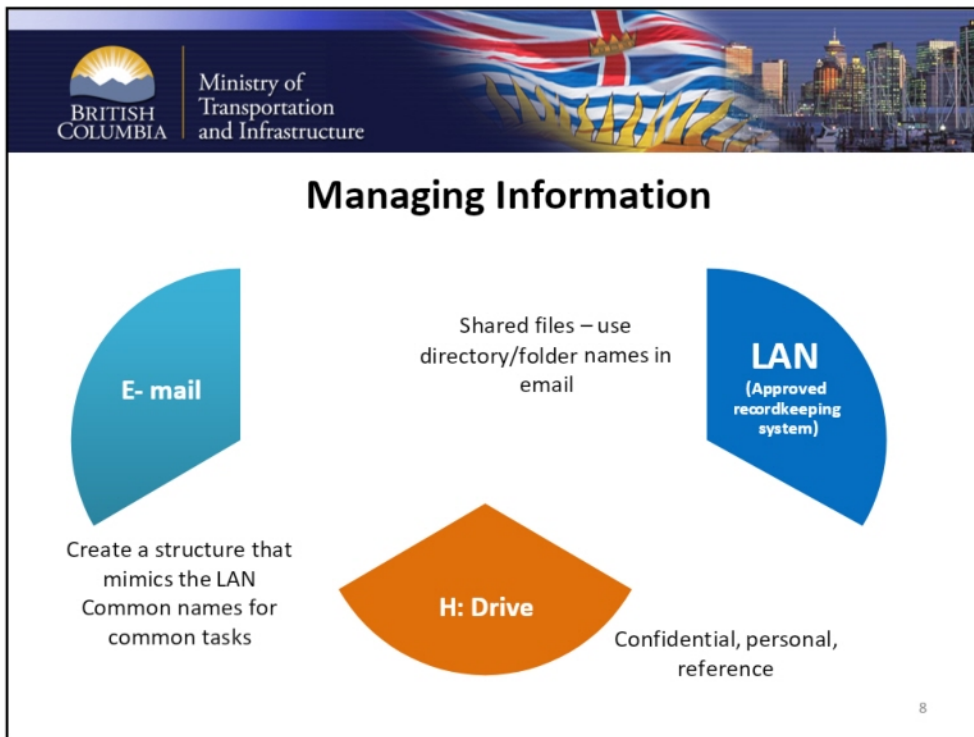 BRITISH
COLUMBIA
Ministry of
Transportation
and Infrastructure
Managing Information
E- mail
Shared files – use
directory/folder names in
email
LAN
(Approved
recordkeeping
system)
Create a structure that
mimics the LAN
Common names for
common tasks
H: Drive
Confidential, personal,
reference
8